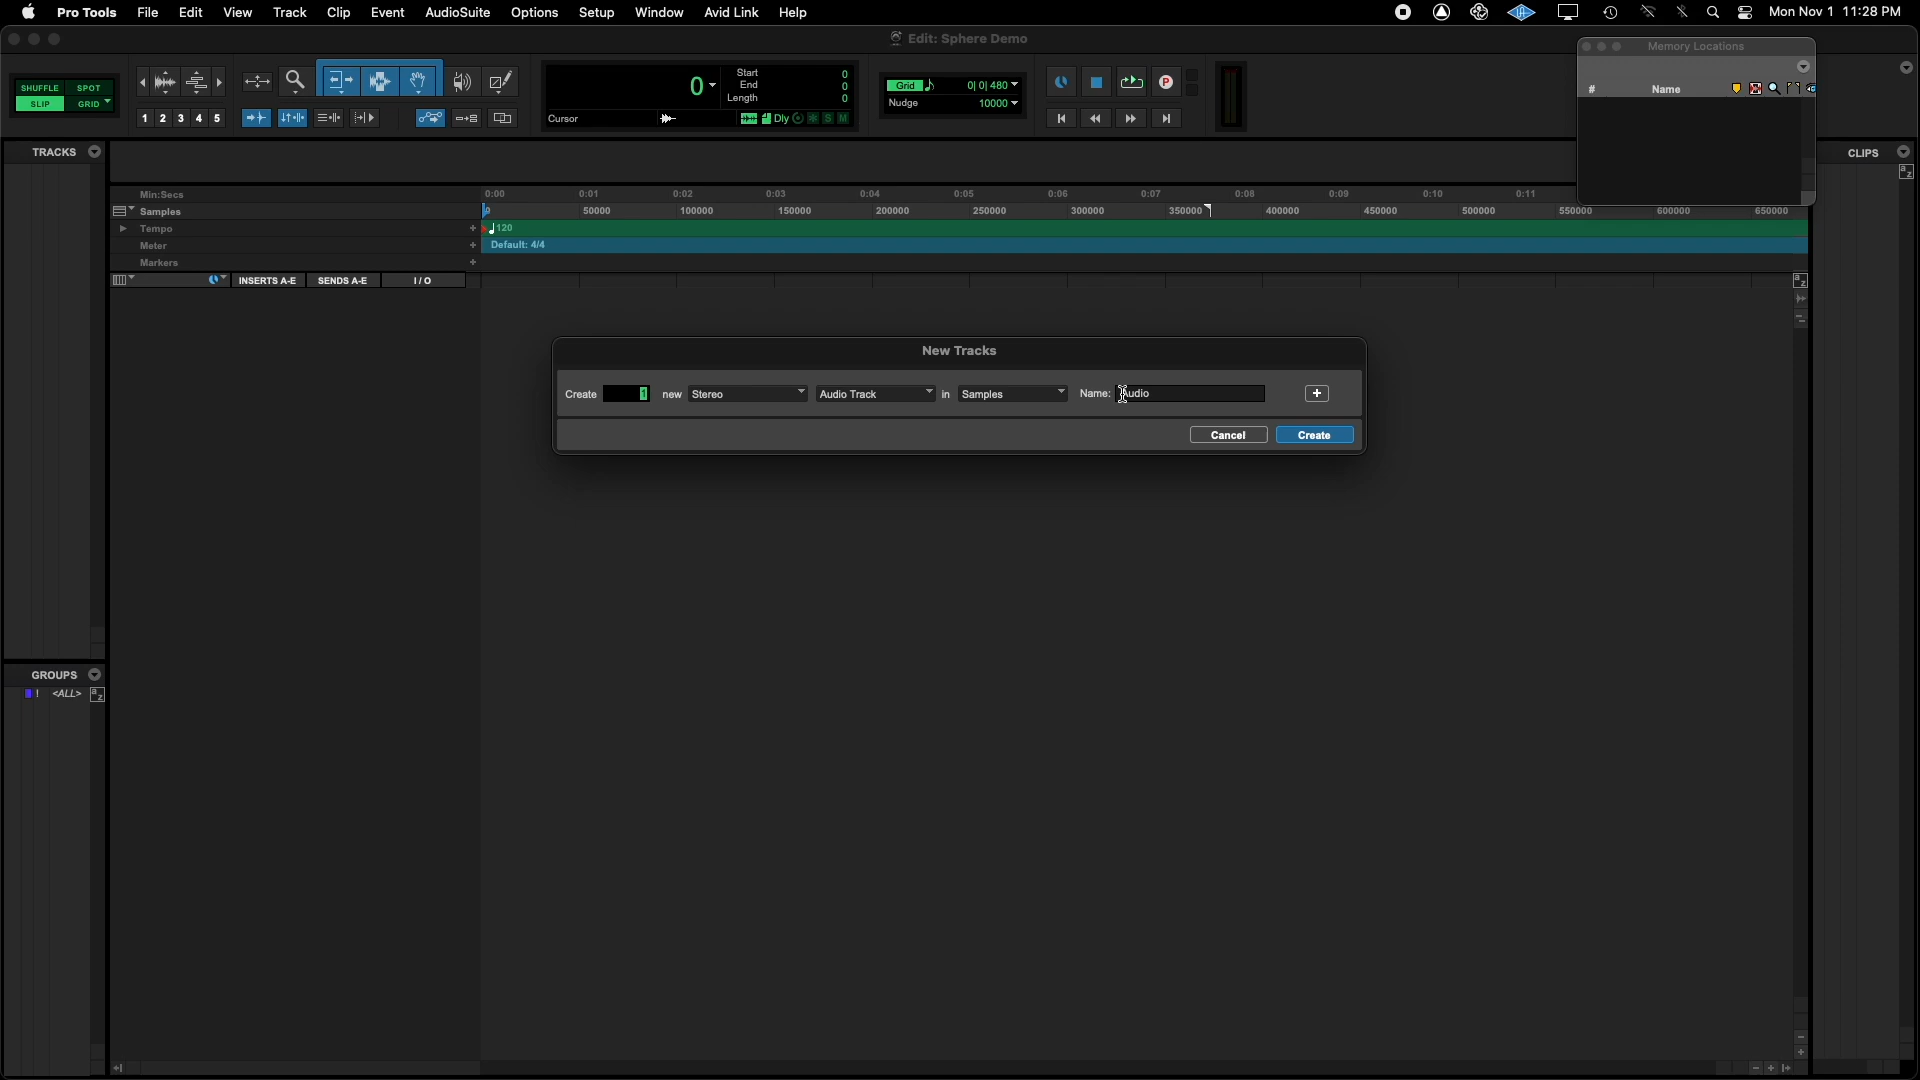 Pro Tools File Edit View Track Clip Event AudioSuite Options Setup Window Avid Link Help Mon Nov 1 11:28 PM
Edit: Sphere Demo
Memory Locations
# Name
SHUFFLE SPOT
SLIP GRID
1 2 3 4 5
0
Start 0
End 0
Length 0
Cursor
Dly S M
Grid 0| 0| 480
Nudge 10000
P
TRACKS
CLIPS
a z
Min:Secs 0:00 0:01 0:02 0:03 0:04 0:05 0:06 0:07 0:08 0:09 0:10 0:11
Samples 0 50000 100000 150000 200000 250000 300000 350000 400000 450000 500000 550000 600000 650000
Tempo + 120
Meter + Default: 4/4
Markers +
INSERTS A-E SENDS A-E I / O
a z
New Tracks
Create 1 new Stereo Audio Track in Samples Name: Audio +
Cancel Create
GROUPS
! <ALL> a z